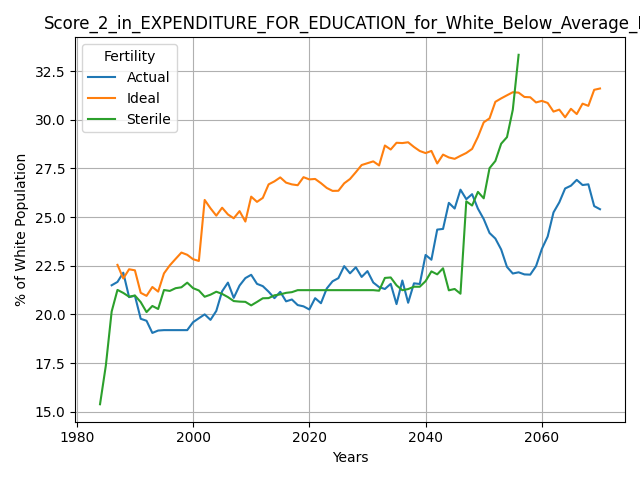 Score_2_in_EXPENDITURE_FOR_EDUCATION_for_White_Below_Average_
Fertility
Actual
Ideal
Sterile
32.5
30.0
27.5
25.0
22.5
20.0
17.5
15.0
% of White Population
1980
2000
2020
2040
2060
Years